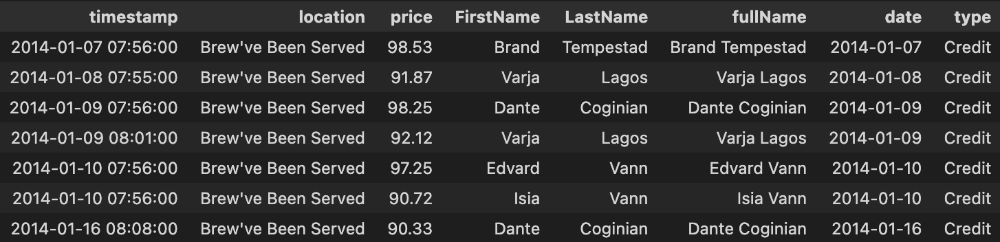 timestamp location price FirstName LastName fullName date type
2014-01-07 07:56:00 Brew've Been Served 98.53 Brand Tempestad Brand Tempestad 2014-01-07 Credit
2014-01-08 07:55:00 Brew've Been Served 91.87 Varja Lagos Varja Lagos 2014-01-08 Credit
2014-01-09 07:56:00 Brew've Been Served 98.25 Dante Coginian Dante Coginian 2014-01-09 Credit
2014-01-09 08:01:00 Brew've Been Served 92.12 Varja Lagos Varja Lagos 2014-01-09 Credit
2014-01-10 07:56:00 Brew've Been Served 97.25 Edvard Vann Edvard Vann 2014-01-10 Credit
2014-01-10 07:56:00 Brew've Been Served 90.72 Isia Vann Isia Vann 2014-01-10 Credit
2014-01-16 08:08:00 Brew've Been Served 90.33 Dante Coginian Dante Coginian 2014-01-16 Credit